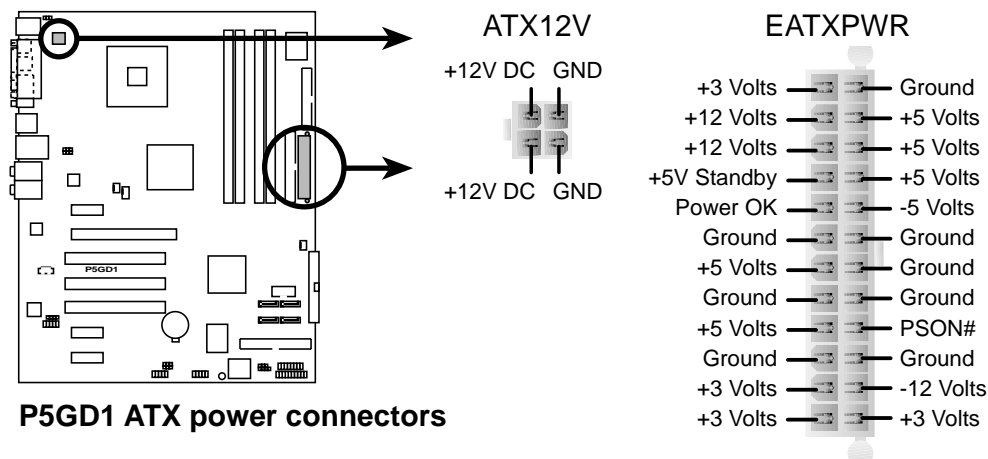 ATX12V
+12V DC GND
+12V DC GND
EATXPWR
+3 Volts Ground
+12 Volts +5 Volts
+12 Volts +5 Volts
+5V Standby +5 Volts
Power OK -5 Volts
Ground Ground
+5 Volts Ground
Ground Ground
+5 Volts PSON#
Ground Ground
+3 Volts -12 Volts
+3 Volts +3 Volts
P5GD1
P5GD1 ATX power connectors